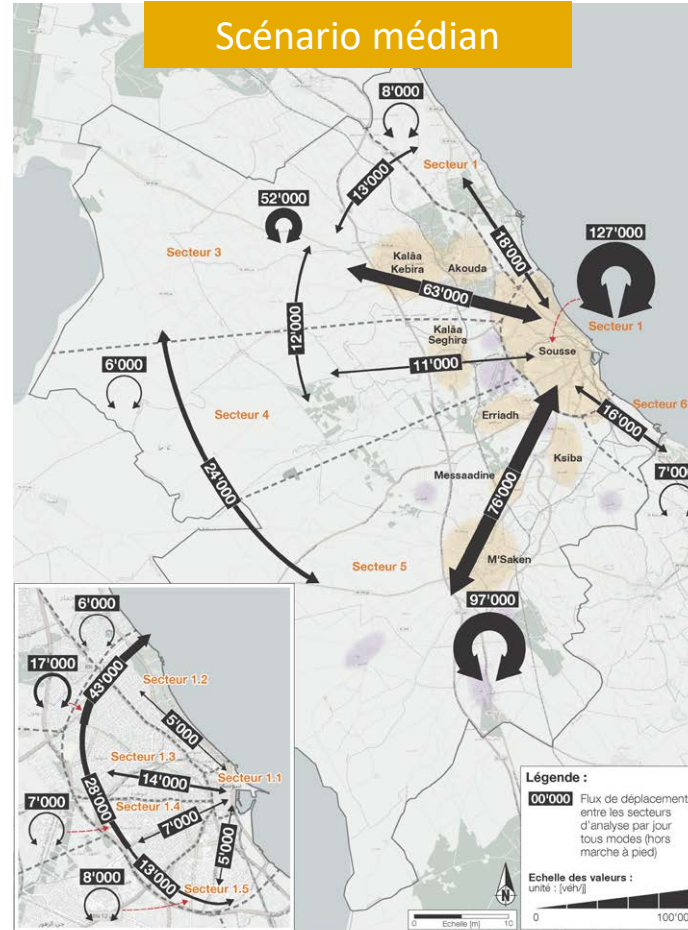 Scénario médian
8'000
Secteur 1
13'000
52'000
127'000
Secteur 3
18'000
Kalâa
Kebira
Akouda
63'000
Secteur 1
12'000
Kalâa
Seghira
Sousse
11'000
6'000
Secteur 4
Secteur 6
16'000
Erriadh
Ksiba
24'000
Messaadine
7'000
76'000
M'Saken
Secteur 5
97'000
6'000
17'000
43'000
Secteur 1.2
5'000
Secteur 1.3
Secteur 1.1
14'000
28'000
7'000
Secteur 1.4
7'000
5'000
8'000
13'000
Secteur 1.5
Légende :
00'000 Flux de déplacement
entre les secteurs
d'analyse par jour
tous modes (hors
marche à pied)
Echelle des valeurs :
unité : [véh/j]
0 100'00
N
0 Echelle [m] 10